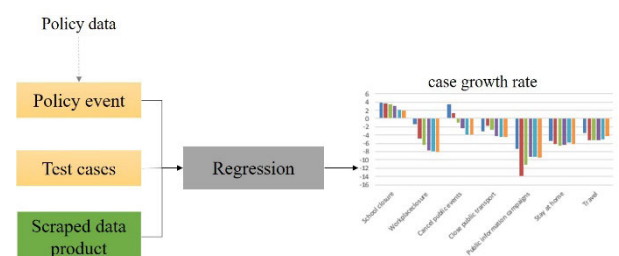 Policy data
Policy event
Test cases
Scraped data
product
Regression
case growth rate
6
4
2
0
-2
-4
-6
-8
-10
-12
-14
-16
School closure
Workplaceclosure
Cancel public events
Close public transport
Public information campaigns
Stay at home
Travel